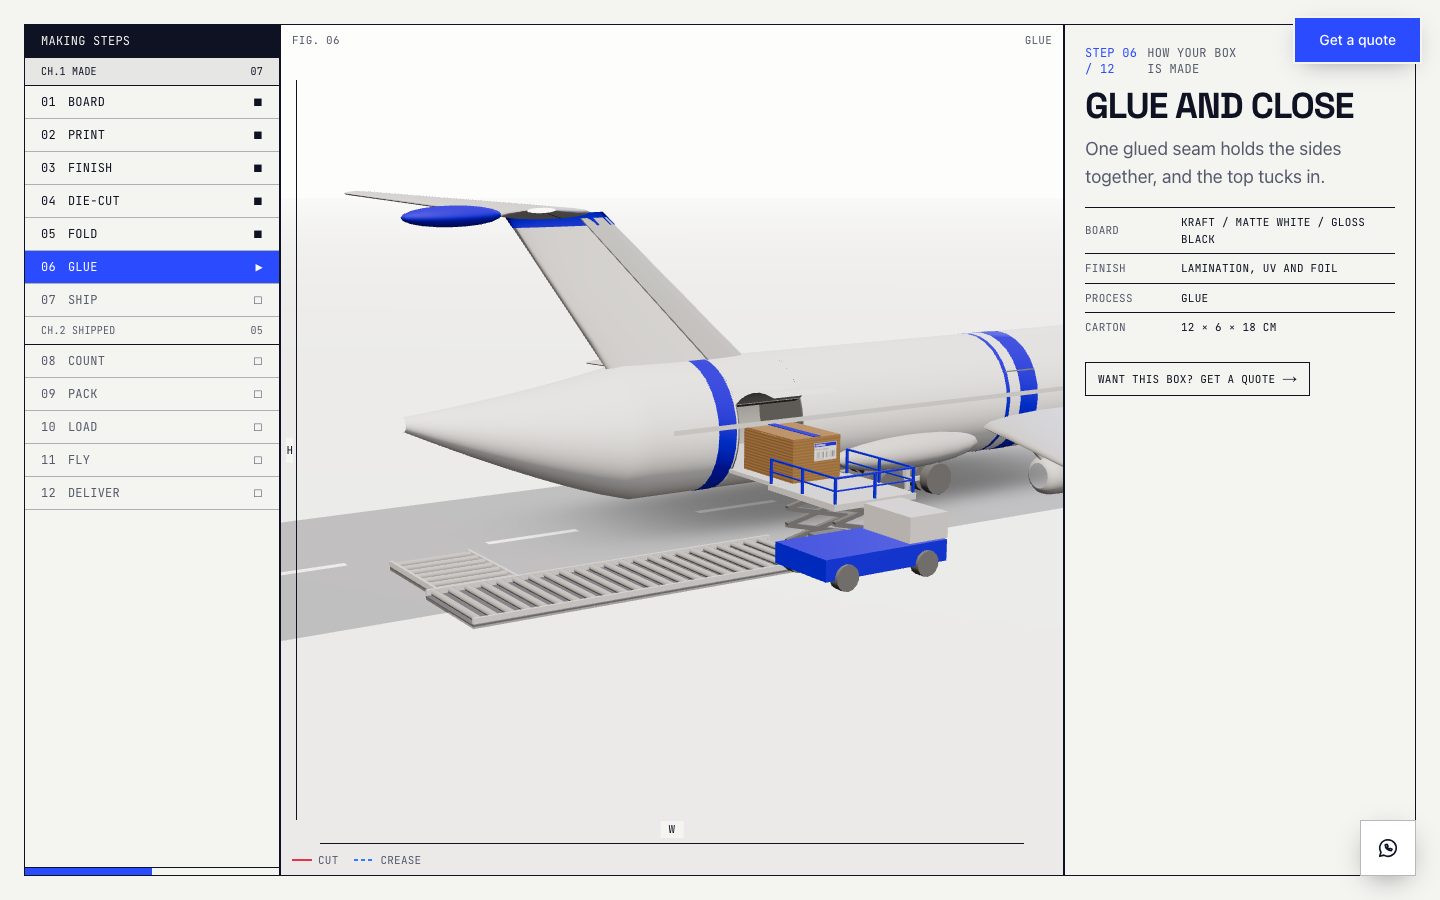 MAKING STEPS
CH.1 MADE 07
01 BOARD
02 PRINT
03 FINISH
04 DIE-CUT
05 FOLD
06 GLUE
07 SHIP
CH.2 SHIPPED 05
08 COUNT
09 PACK
10 LOAD
11 FLY
12 DELIVER
FIG. 06 GLUE
H
W
CUT CREASE
Get a quote
STEP 06 / 12
HOW YOUR BOX IS MADE
GLUE AND CLOSE
One glued seam holds the sides
together, and the top tucks in.
BOARD KRAFT / MATTE WHITE / GLOSS BLACK
FINISH LAMINATION, UV AND FOIL
PROCESS GLUE
CARTON 12 × 6 × 18 CM
WANT THIS BOX? GET A QUOTE →